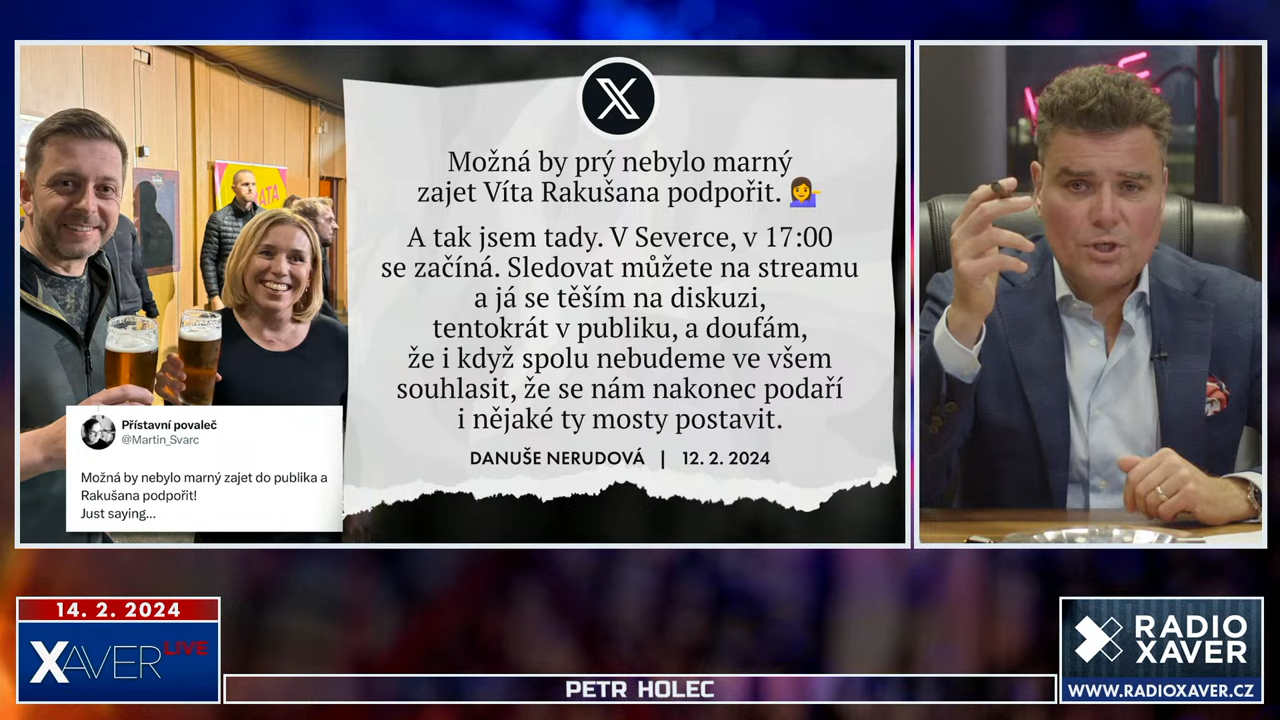 Možná by prý nebylo marný
zajet Víta Rakušana podpořit. 🤷‍♀️
A tak jsem tady. V Severce, v 17:00
se začíná. Sledovat můžete na streamu
a já se těším na diskuzi,
tentokrát v publiku, a doufám,
že i když spolu nebudeme ve všem
souhlasit, že se nám nakonec podaří
i nějaké ty mosty postavit.
DANUŠE NERUDOVÁ | 12. 2. 2024
Přístavní povaleč
@Martin_Svarc
Možná by nebylo marný zajet do publika a
Rakušana podpořit!
Just saying...
14. 2. 2024
XAVER LIVE
PETR HOLEC
RADIO
XAVER
WWW.RADIOXAVER.CZ